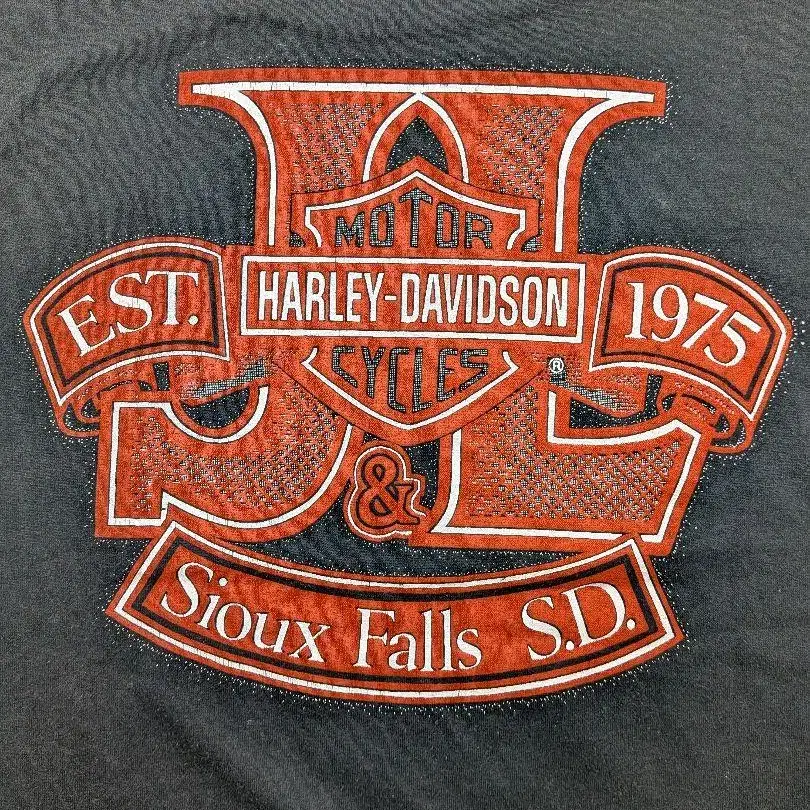 MOTOR
EST. HARLEY-DAVIDSON 1975
CYCLES ®
J&L
Sioux Falls S.D.